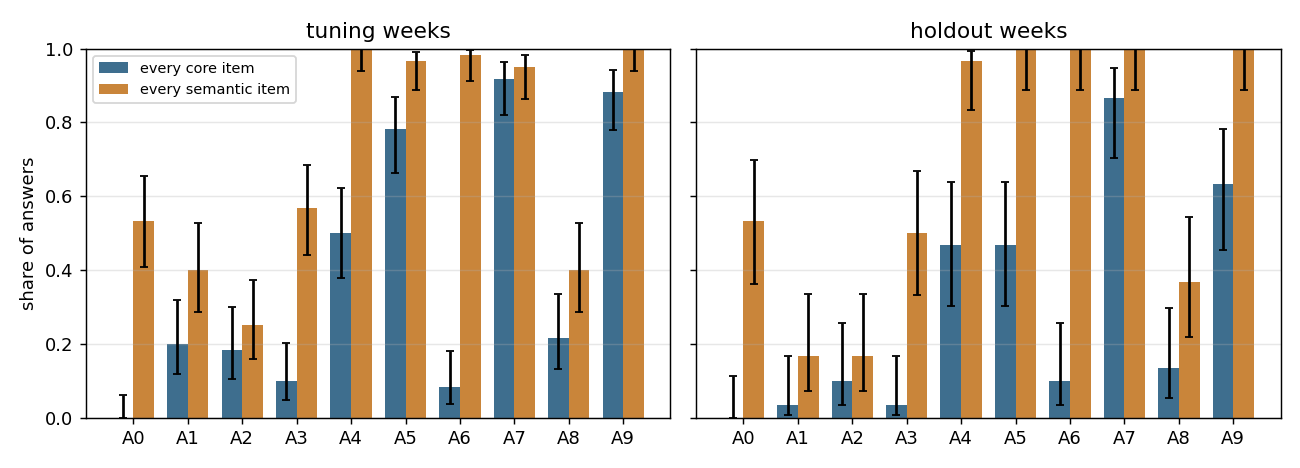 tuning weeks
holdout weeks
every core item
every semantic item
share of answers
1.0
0.8
0.6
0.4
0.2
0.0
A0 A1 A2 A3 A4 A5 A6 A7 A8 A9
A0 A1 A2 A3 A4 A5 A6 A7 A8 A9